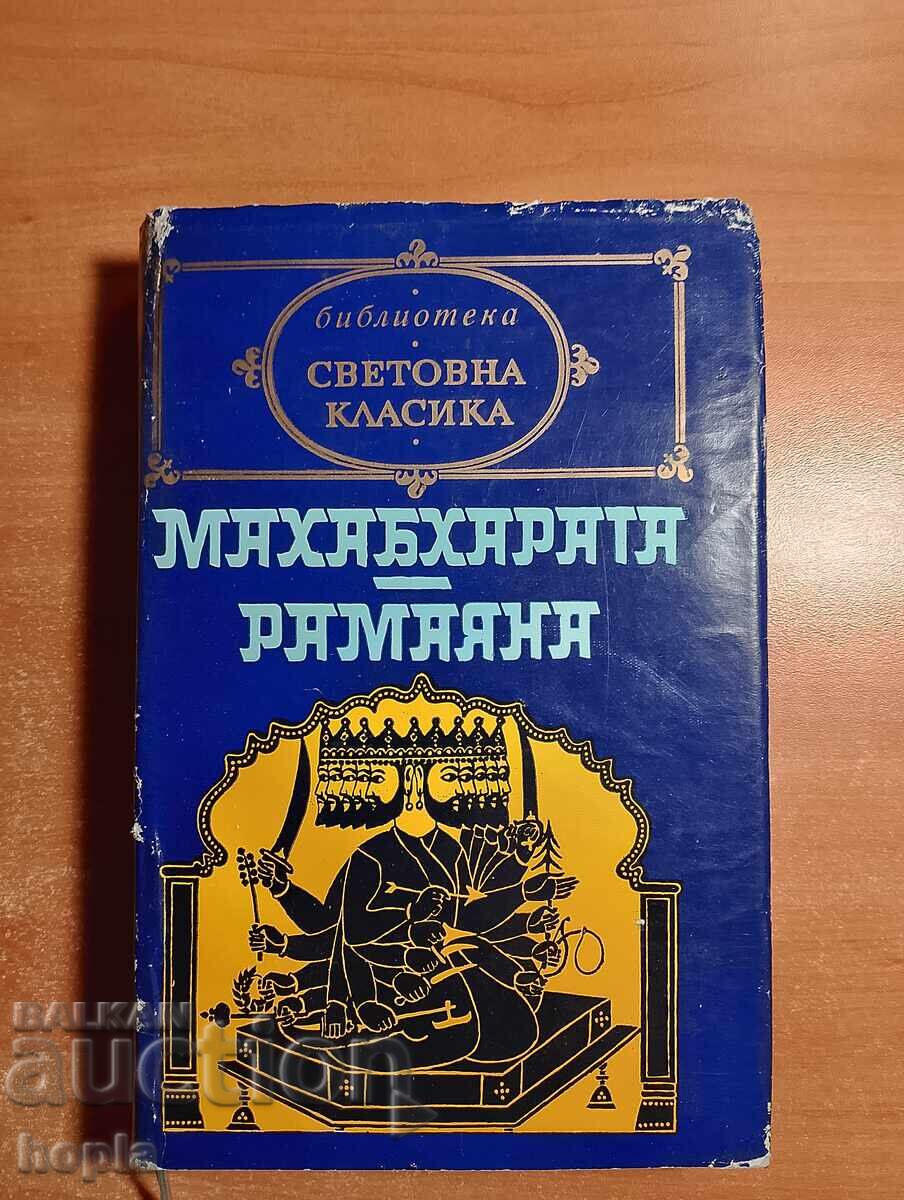 библиотека
СВЕТОВНА
КЛАСИКА
МАХАБХАРАТА
–
РАМАЯНА
BALKAN
auction
hopla